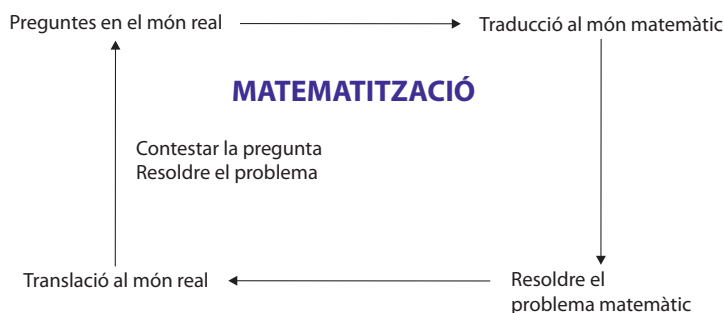 Preguntes en el món real
Traducció al món matemàtic
MATEMATITZACIÓ
Contestar la pregunta
Resoldre el problema
Translació al món real
Resoldre el
problema matemàtic